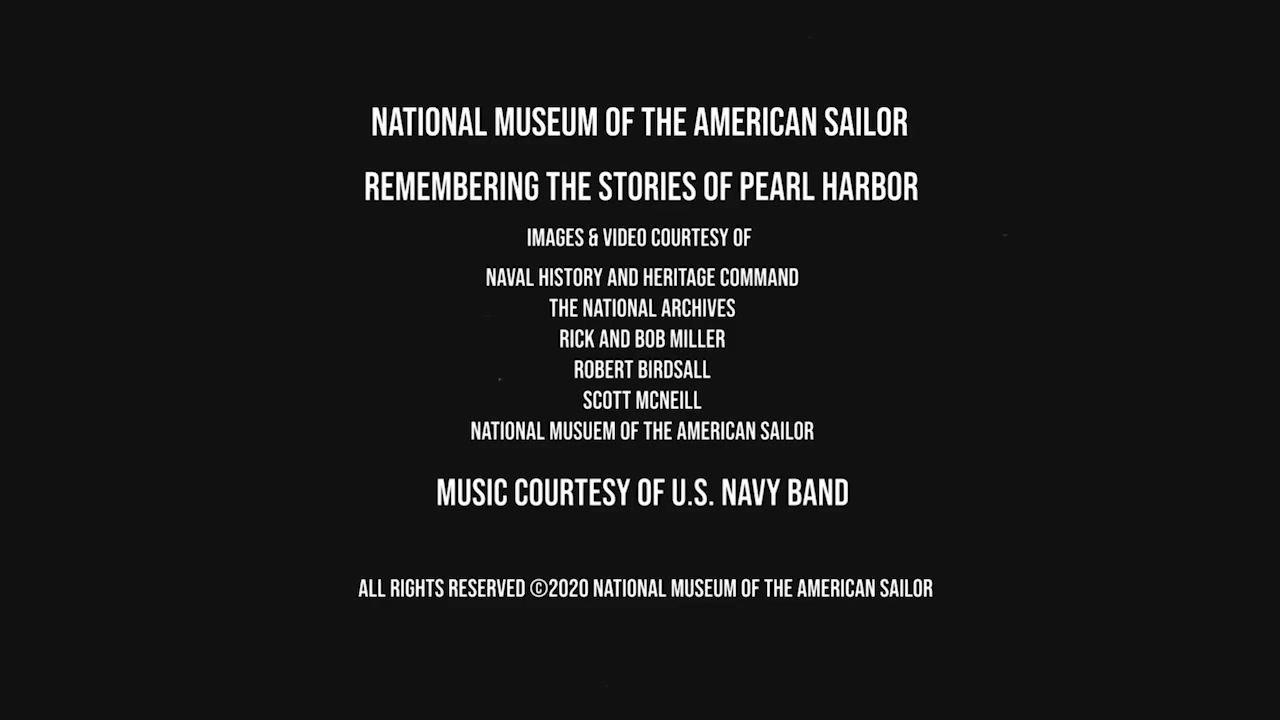 NATIONAL MUSEUM OF THE AMERICAN SAILOR
REMEMBERING THE STORIES OF PEARL HARBOR
IMAGES & VIDEO COURTESY OF
NAVAL HISTORY AND HERITAGE COMMAND
THE NATIONAL ARCHIVES
RICK AND BOB MILLER
ROBERT BIRDSALL
SCOTT MCNEILL
NATIONAL MUSUEM OF THE AMERICAN SAILOR
MUSIC COURTESY OF U.S. NAVY BAND
ALL RIGHTS RESERVED ©2020 NATIONAL MUSEUM OF THE AMERICAN SAILOR